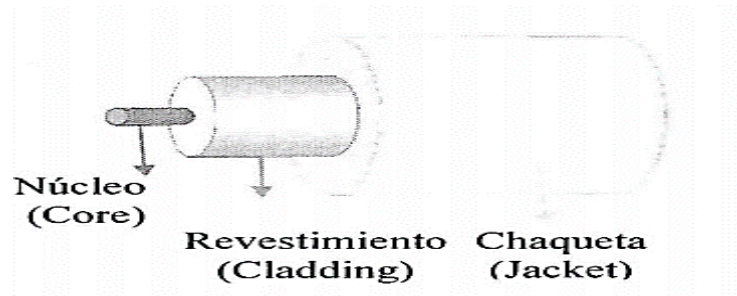 Núcleo
(Core)
Revestimiento
(Cladding)
Chaqueta
(Jacket)